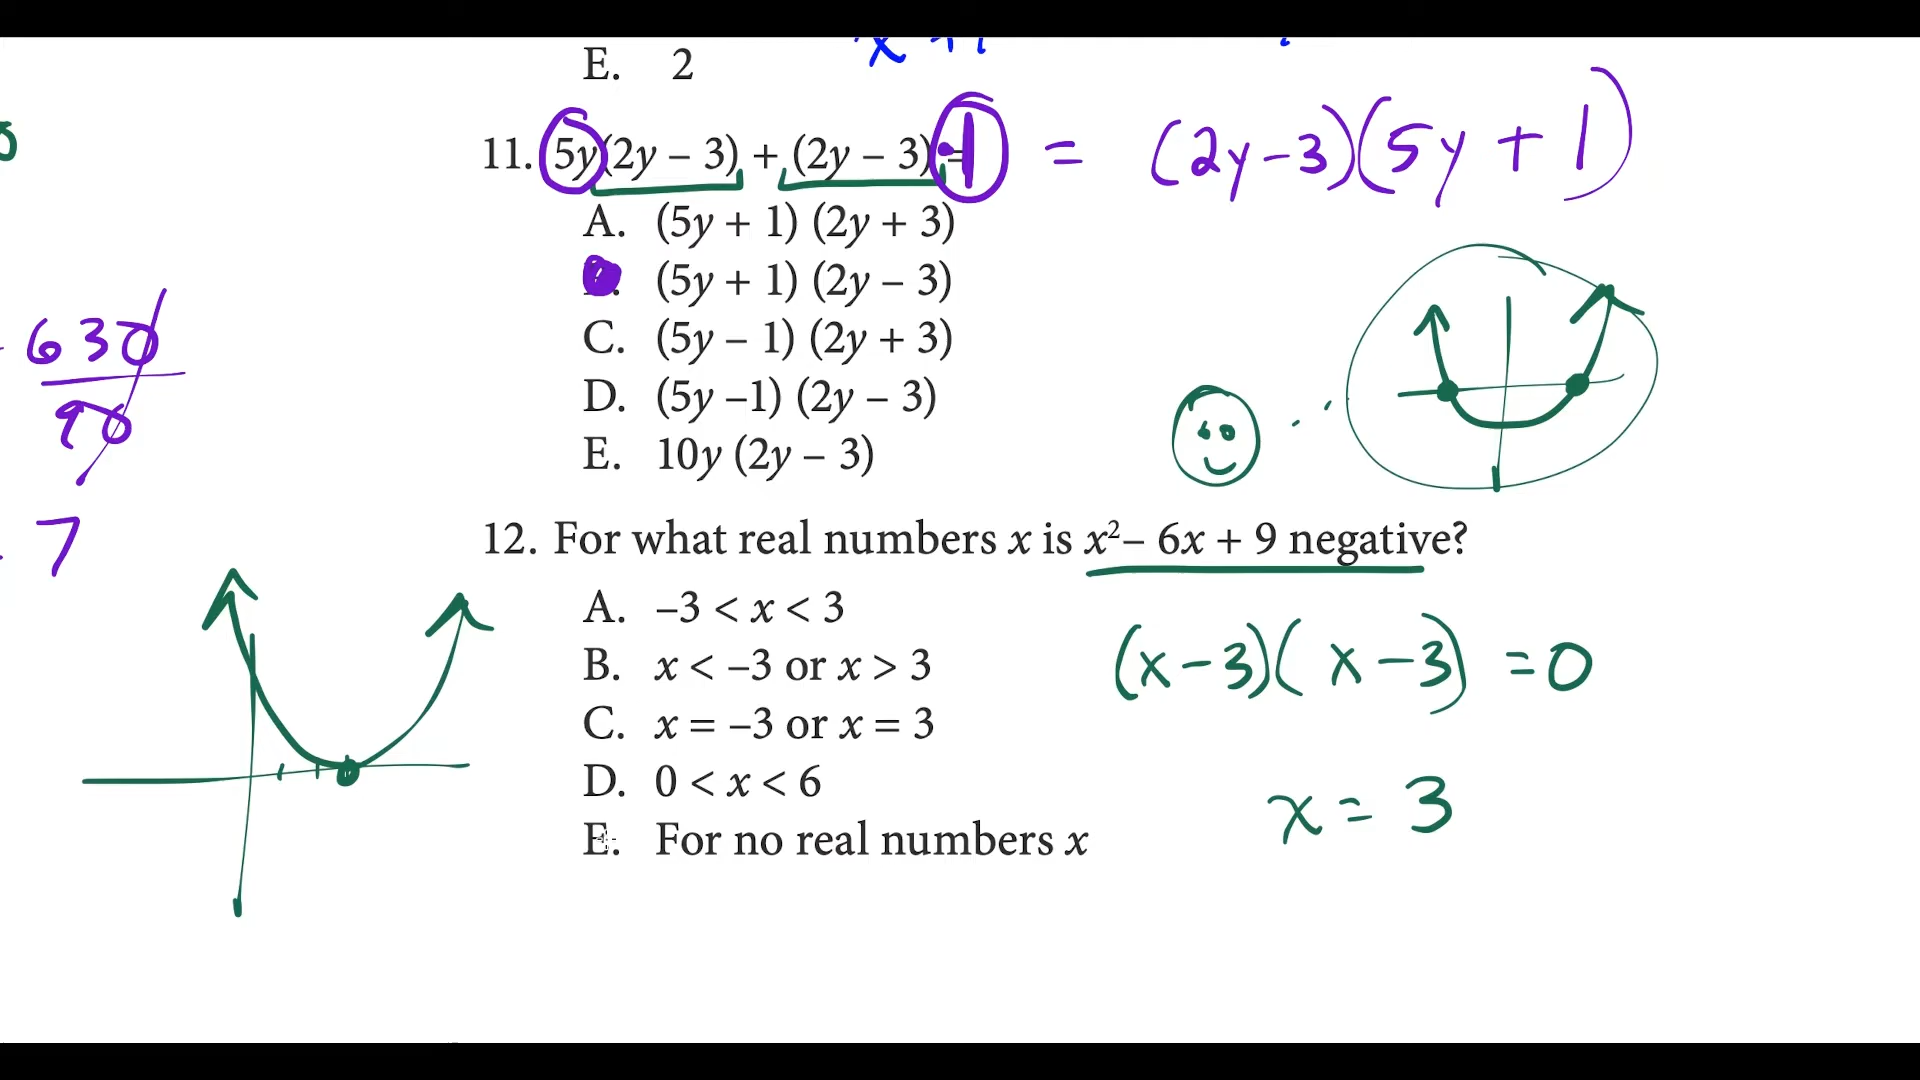 E. 2
11. 5y(2y – 3) + (2y – 3) · 1 = (2y – 3)(5y + 1)
A. (5y + 1) (2y + 3)
(5y + 1) (2y – 3)
C. (5y – 1) (2y + 3)
D. (5y –1) (2y – 3)
E. 10y (2y – 3)
630
90
7
12. For what real numbers x is x²– 6x + 9 negative?
A. –3 < x < 3
B. x < –3 or x > 3
C. x = –3 or x = 3
D. 0 < x < 6
E. For no real numbers x
(x – 3)(x – 3) = 0
x = 3